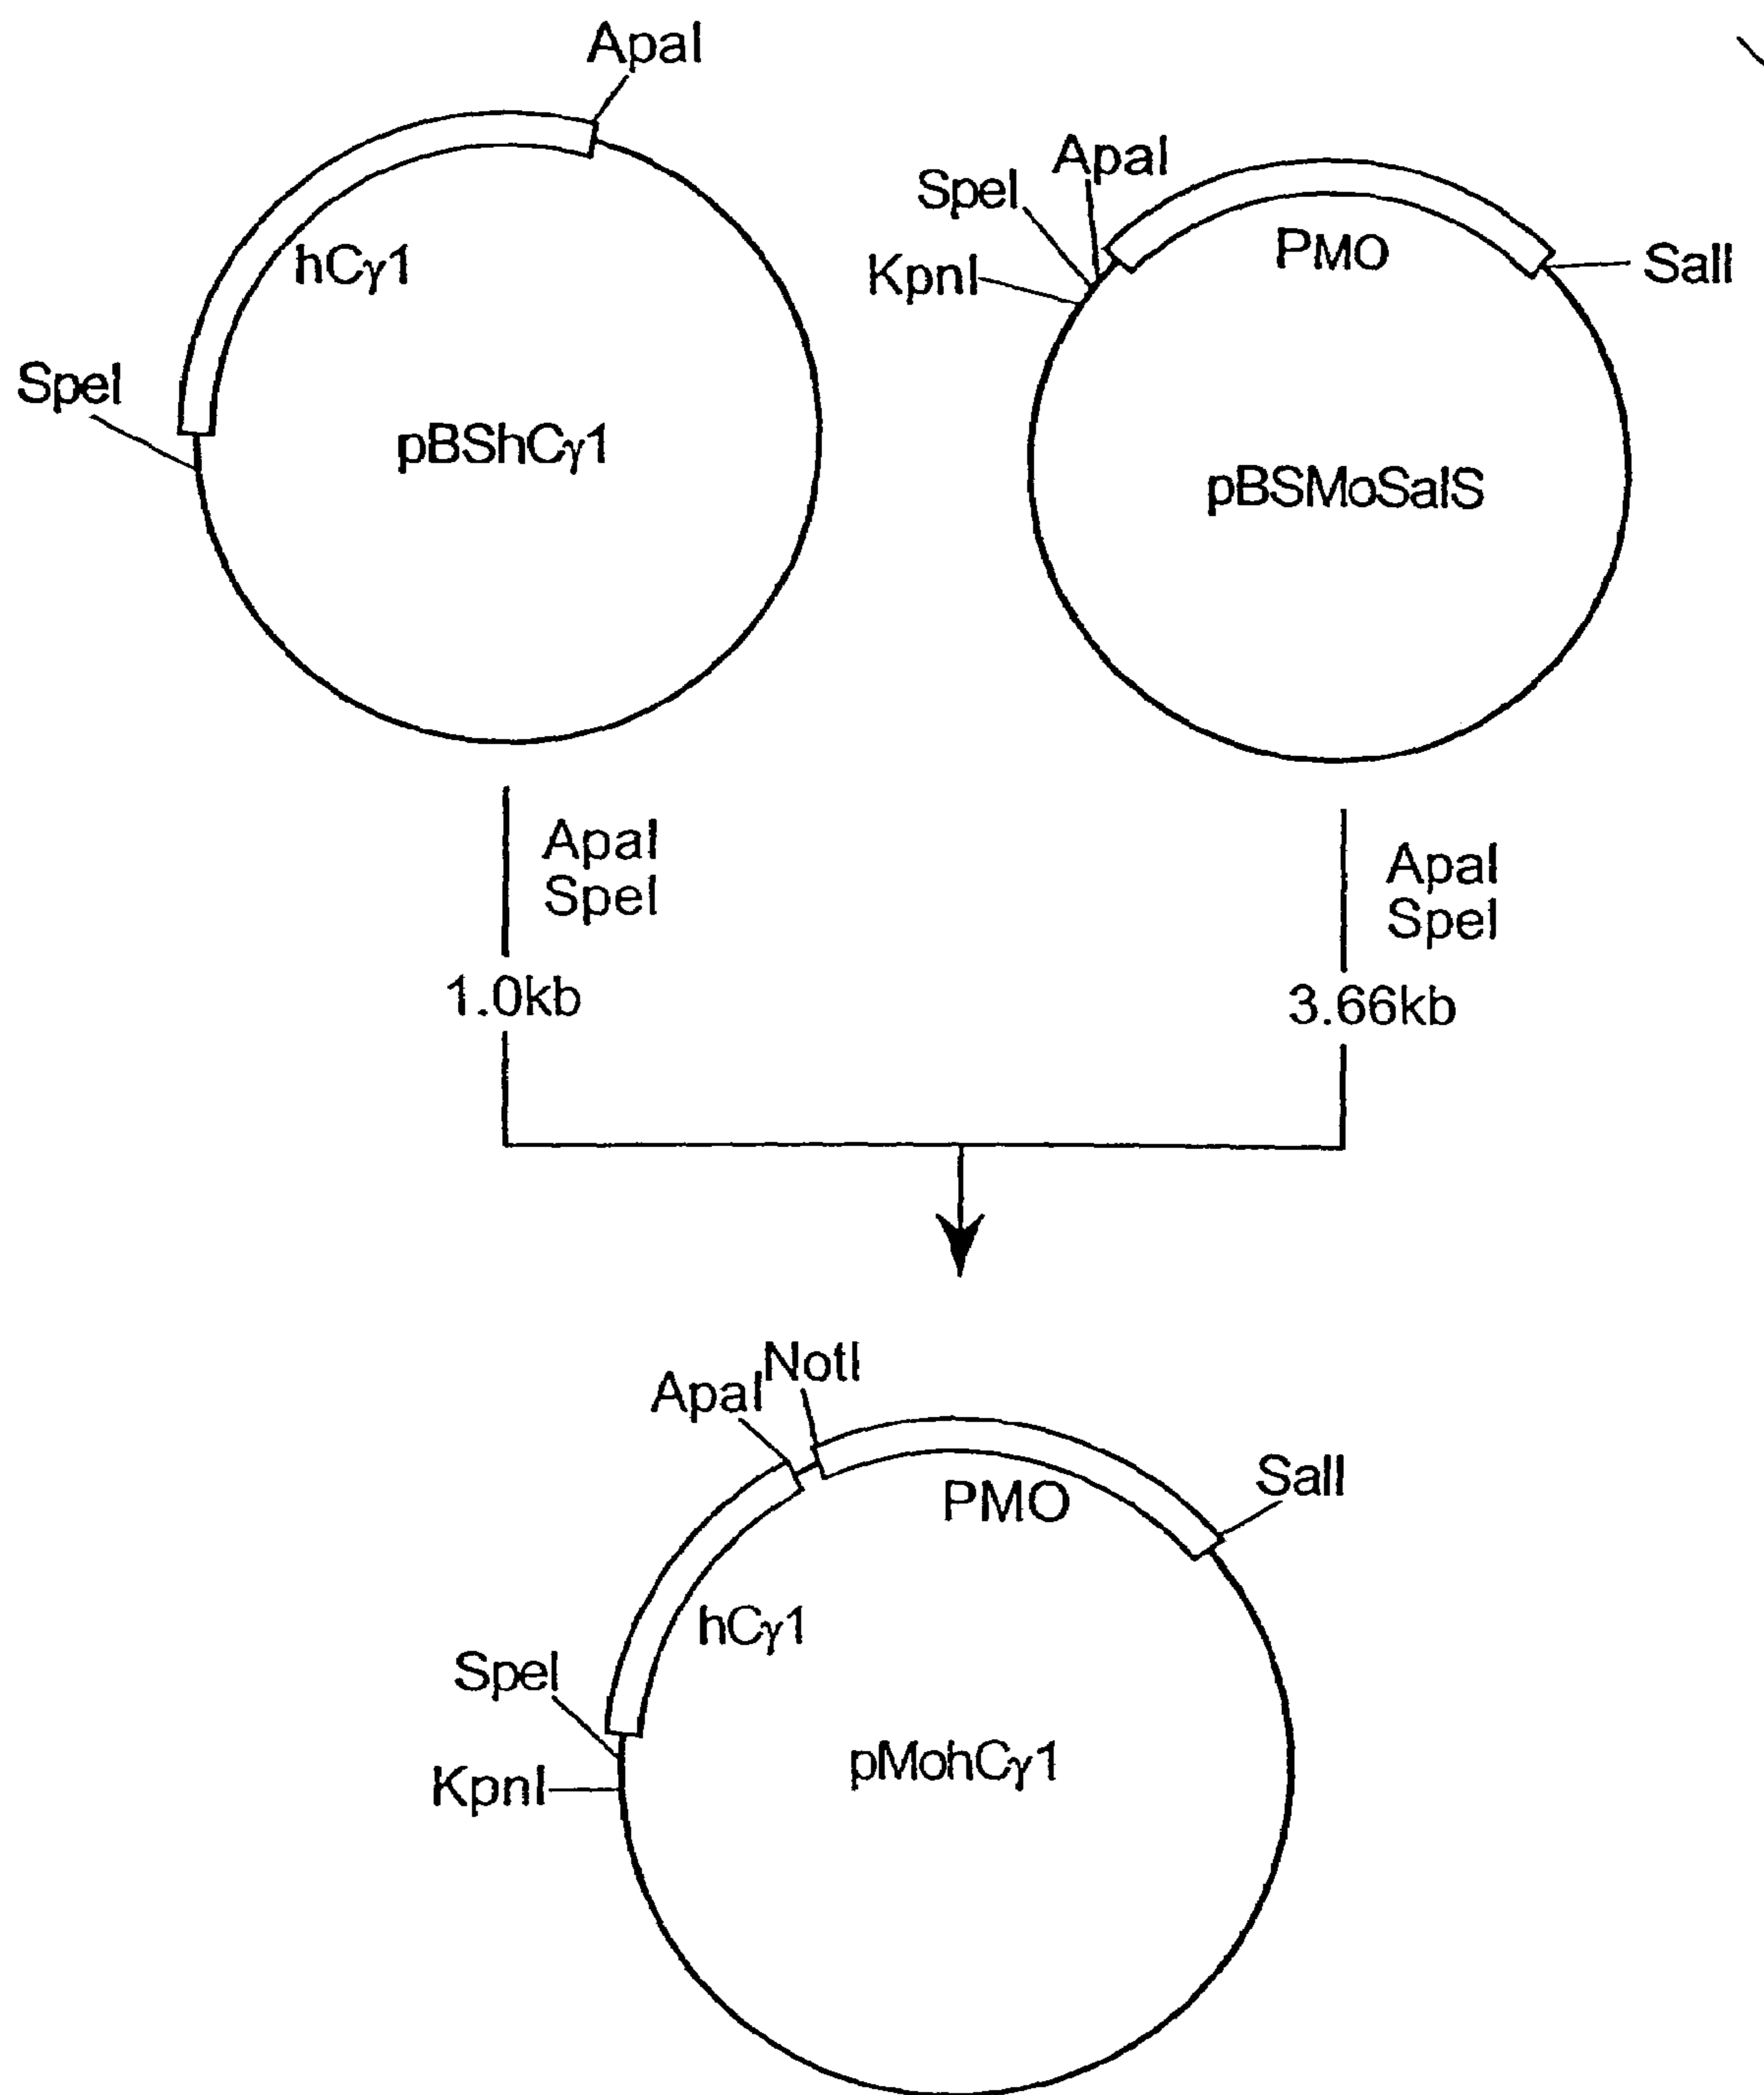 ApaI
hCγ1
SpeI
pBShCγ1
ApaI
SpeI
KpnI
PMO
SalI
pBSMoSalS
ApaI
SpeI
1.0kb
ApaI
SpeI
3.66kb
NotI
ApaI
SalI
PMO
hCγ1
SpeI
KpnI
pMohCγ1